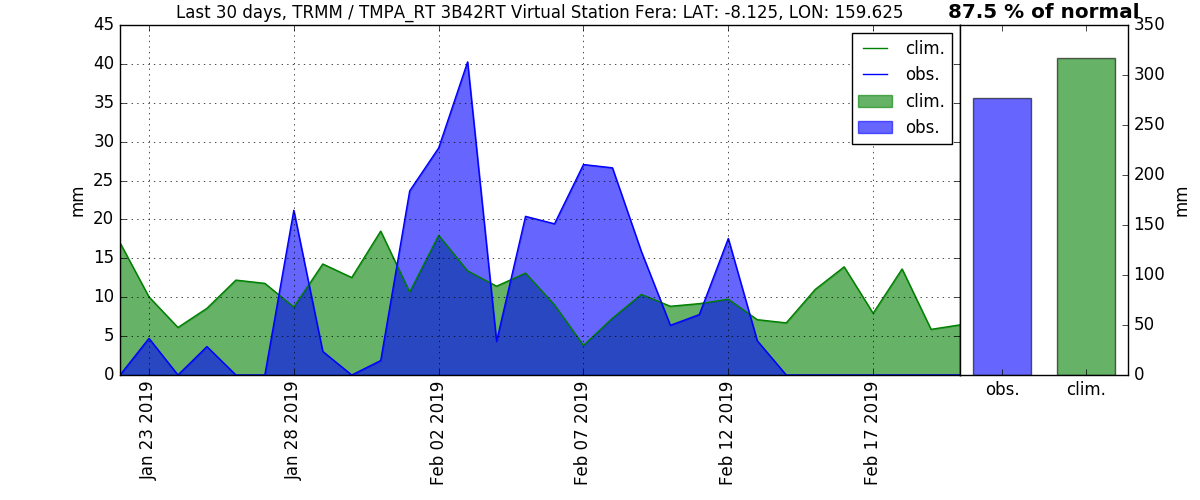 Last 30 days, TRMM / TMPA_RT 3B42RT Virtual Station Fera: LAT: -8.125, LON: 159.625
87.5 % of normal
45
40
35
30
25
20
15
10
5
0
mm
clim.
obs.
clim.
obs.
Jan 23 2019
Jan 28 2019
Feb 02 2019
Feb 07 2019
Feb 12 2019
Feb 17 2019
350
300
250
200
150
100
50
0
mm
obs.
clim.